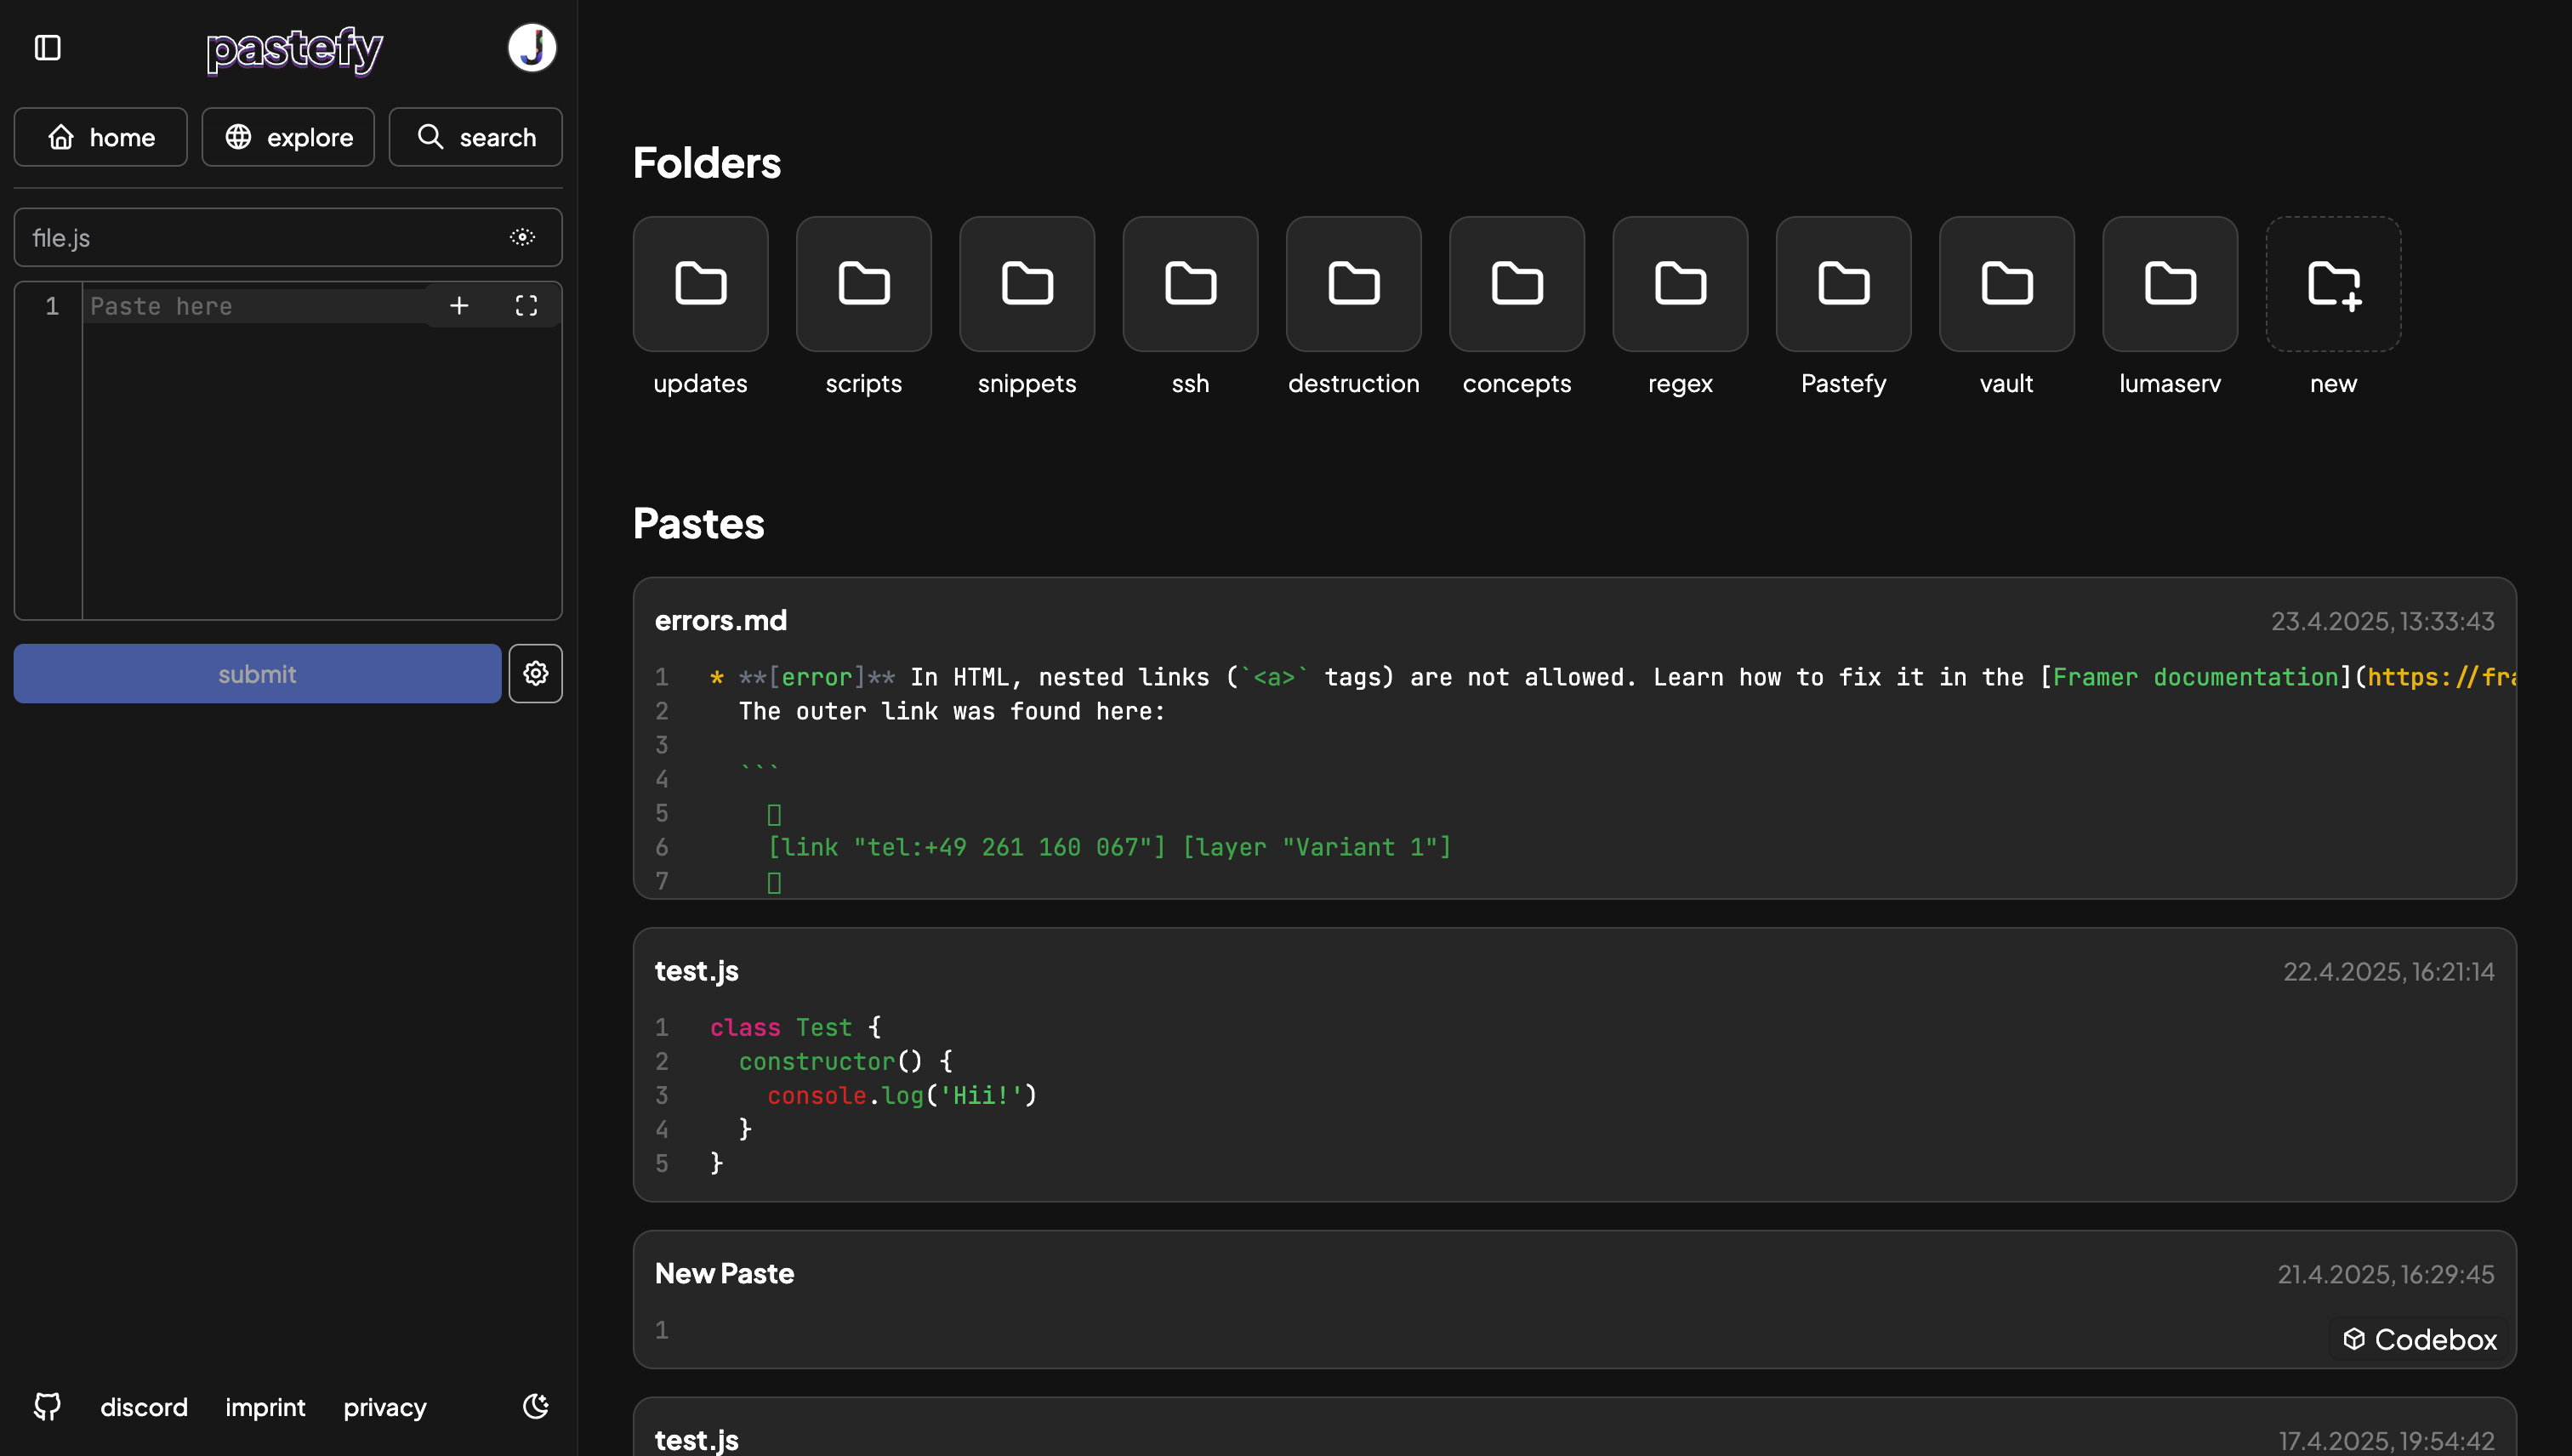 pastefy
J
home
explore
search
file.js
1 Paste here
submit
discord
imprint
privacy
Folders
updates
scripts
snippets
ssh
destruction
concepts
regex
Pastefy
vault
lumaserv
new
Pastes
errors.md
23.4.2025, 13:33:43
1 * **[error]** In HTML, nested links (`<a>` tags) are not allowed. Learn how to fix it in the [Framer documentation](https://fra
2 The outer link was found here:
3
4 ```
5
6 [link "tel:+49 261 160 067"] [layer "Variant 1"]
7
test.js
22.4.2025, 16:21:14
1 class Test {
2 constructor() {
3 console.log('Hii!')
4 }
5 }
New Paste
21.4.2025, 16:29:45
1
Codebox
test.js
17.4.2025, 19:54:42